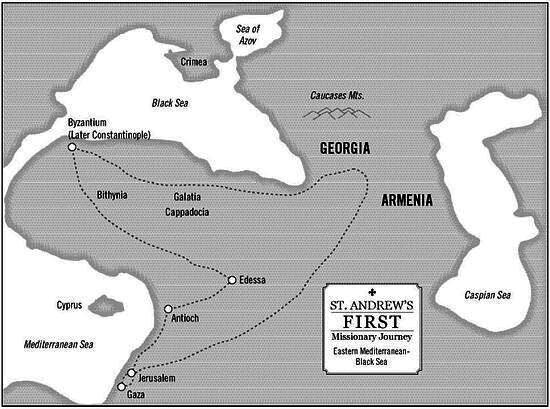 Sea of
Azov
Crimea
Black Sea
Caucases Mts.
Byzantium
(Later Constantinople)
GEORGIA
Bithynia
Galatia
Cappadocia
ARMENIA
Edessa
Cyprus
Antioch
Caspian Sea
Mediterranean Sea
Jerusalem
Gaza
ST. ANDREW'S
FIRST
Missionary Journey
Eastern Mediterranean-
Black Sea